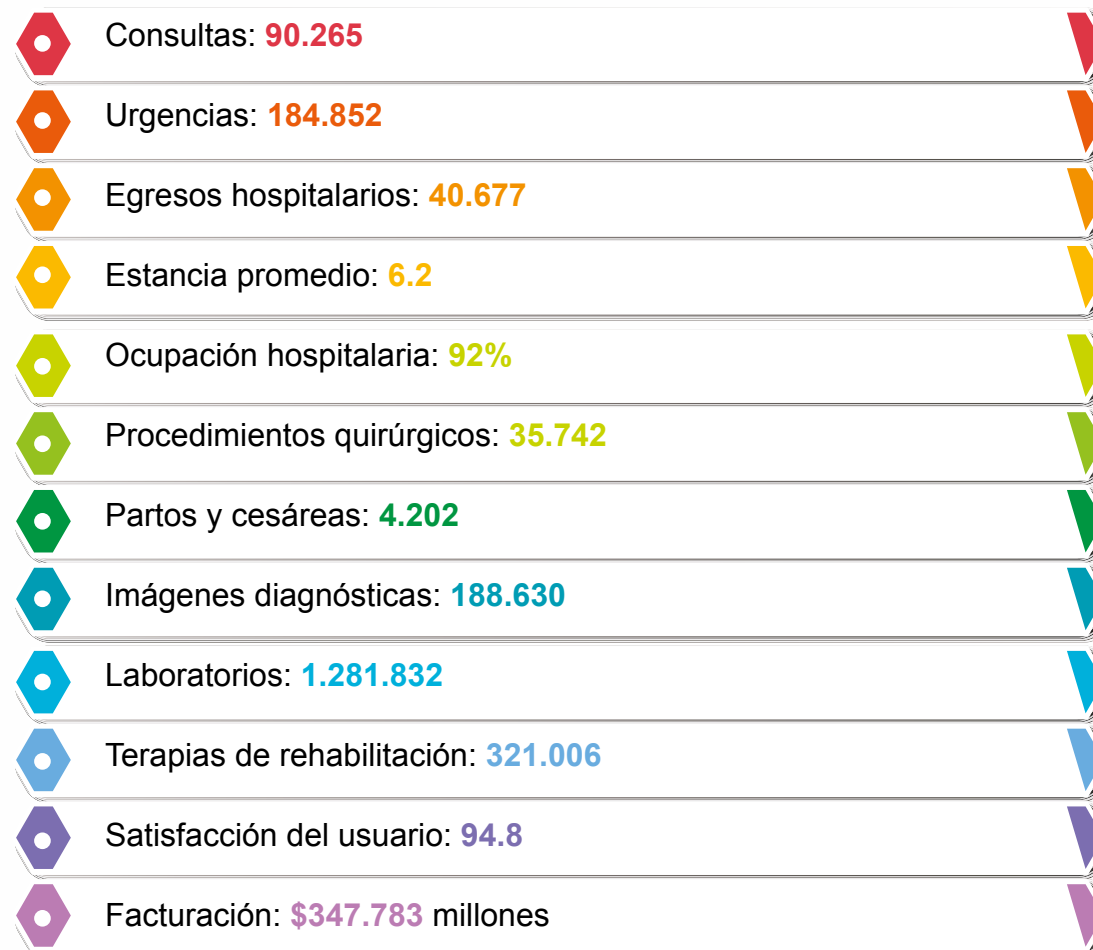 Consultas: 90.265
Urgencias: 184.852
Egresos hospitalarios: 40.677
Estancia promedio: 6.2
Ocupación hospitalaria: 92%
Procedimientos quirúrgicos: 35.742
Partos y cesáreas: 4.202
Imágenes diagnósticas: 188.630
Laboratorios: 1.281.832
Terapias de rehabilitación: 321.006
Satisfacción del usuario: 94.8
Facturación: $347.783 millones